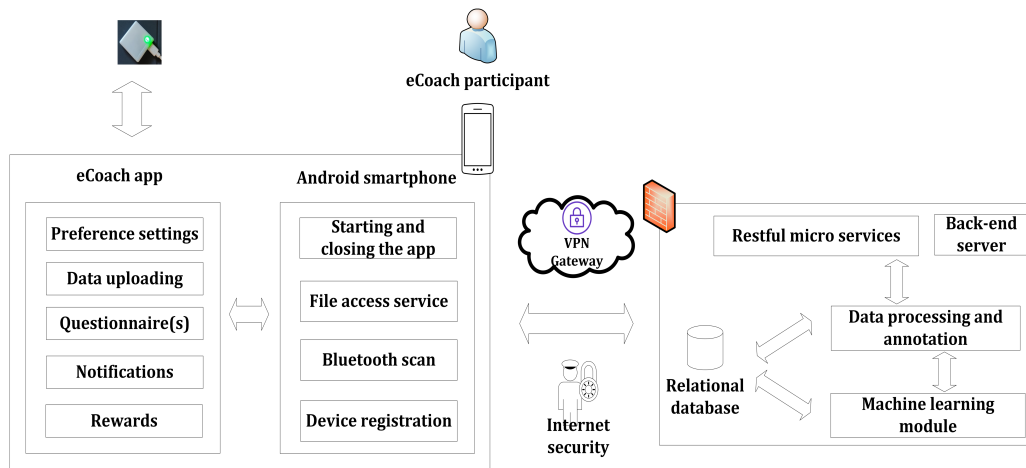 eCoach participant
eCoach app
Preference settings
Data uploading
Questionnaire(s)
Notifications
Rewards
Android smartphone
Starting and
closing the app
File access service
Bluetooth scan
Device registration
VPN
Gateway
Internet
security
Restful micro services
Back-end
server
Data processing and
annotation
Relational
database
Machine learning
module